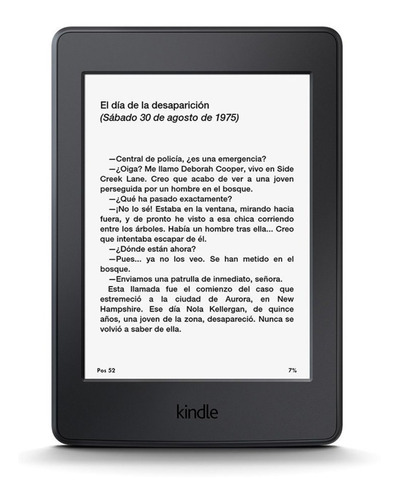 El día de la desaparición
(Sábado 30 de agosto de 1975)
—Central de policía, ¿es una emergencia?
—¿Oiga? Me llamo Deborah Cooper, vivo en Side
Creek Lane. Creo que acabo de ver a una joven
perseguida por un hombre en el bosque.
—¿Qué ha pasado exactamente?
—¡No lo sé! Estaba en la ventana, mirando hacia
fuera, y de pronto he visto a esa chica corriendo
entre los árboles. Había un hombre tras ella... Creo
que intentaba escapar de él.
—¿Dónde están ahora?
—Pues... ya no los veo. Se han metido en el
bosque.
—Enviamos una patrulla de inmediato, señora.
Esta llamada fue el comienzo del caso que
estremeció a la ciudad de Aurora, en New
Hampshire. Ese día Nola Kellergan, de quince
años, una joven de la zona, desapareció. Nunca se
volvió a saber de ella.
Pos 52 7%
kindle